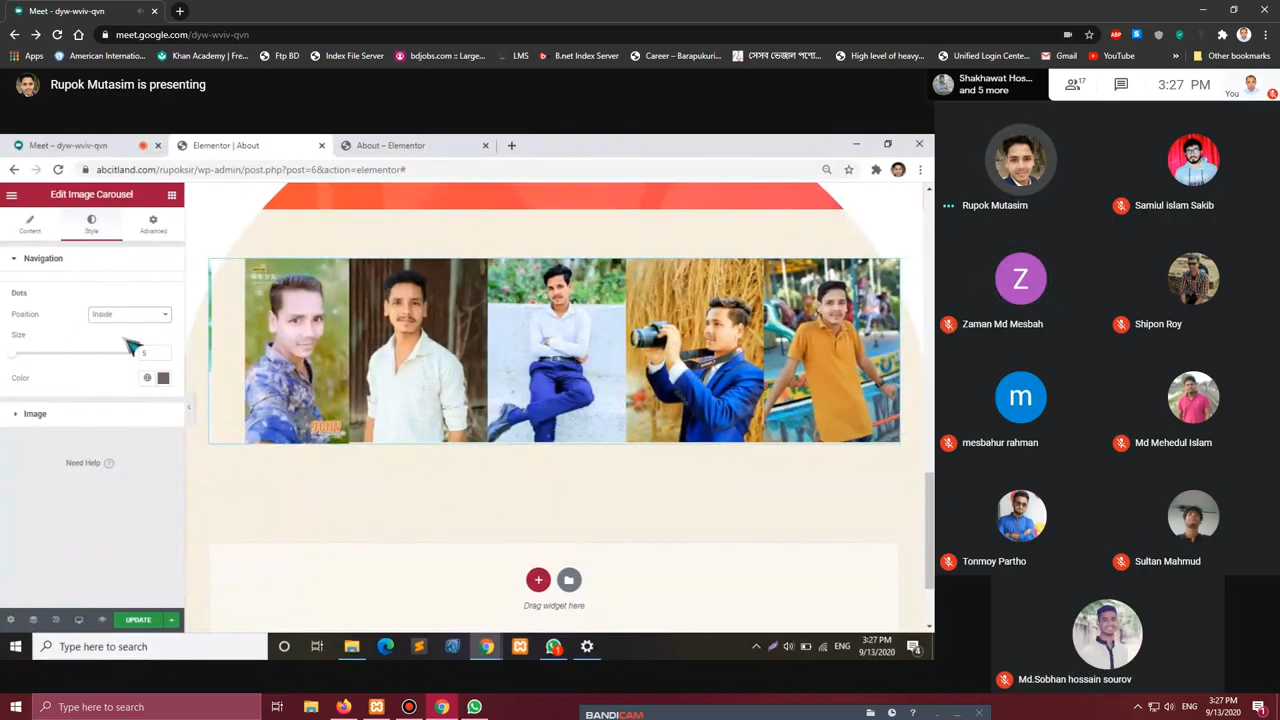 Meet - dyw-wviv-qvn
meet.google.com/dyw-wviv-qvn
Apps
American Internatio...
Khan Academy | Fre...
Ftp BD
Index File Server
bdjobs.com :: Large...
LMS
B.net Index Server
Career – Barapukuri...
সেসব ভেজাল পণ্যে...
High level of heavy...
Unified Login Cente...
Gmail
YouTube
»
Other bookmarks
Rupok Mutasim is presenting
Shakhawat Hos...
and 5 more
17
3:27 PM
You
Meet – dyw-wviv-qvn
Elementor | About
About – Elementor
abcitland.com/rupoksir/wp-admin/post.php?post=6&action=elementor#
Edit Image Carousel
Content
Style
Advanced
Navigation
Dots
Position
Inside
Size
5
Color
Image
Need Help
UPDATE
Drag widget here
Rupok Mutasim
Samiul islam Sakib
Z
Zaman Md Mesbah
Shipon Roy
m
mesbahur rahman
Md Mehedul Islam
Tonmoy Partho
Sultan Mahmud
Md.Sobhan hossain sourov
Type here to search
ENG
3:27 PM
9/13/2020
4
Type here to search
BANDICAM
ENG
3:27 PM
9/13/2020